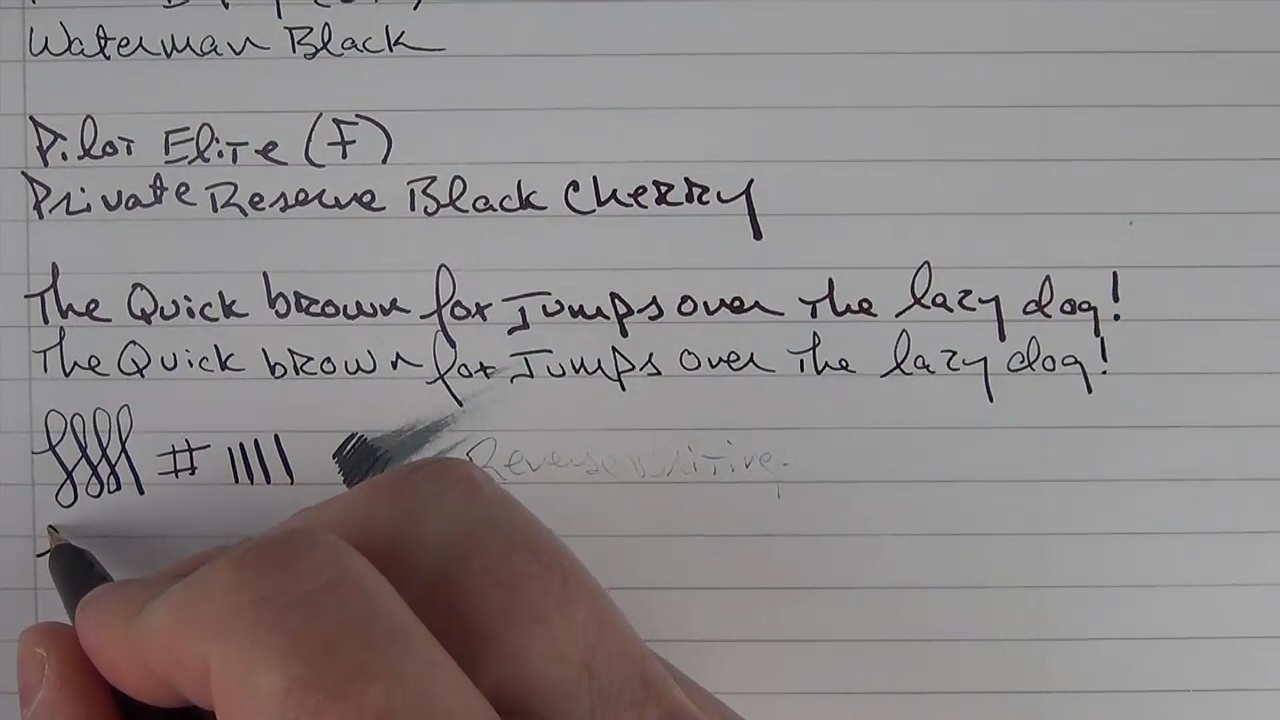 Waterman Black
Pilot Elite (F)
Private Reserve Black Cherry
The Quick brown fox Jumps over the lazy dog!
The Quick brown fox Jumps over the lazy dog!
# Reverse writing.